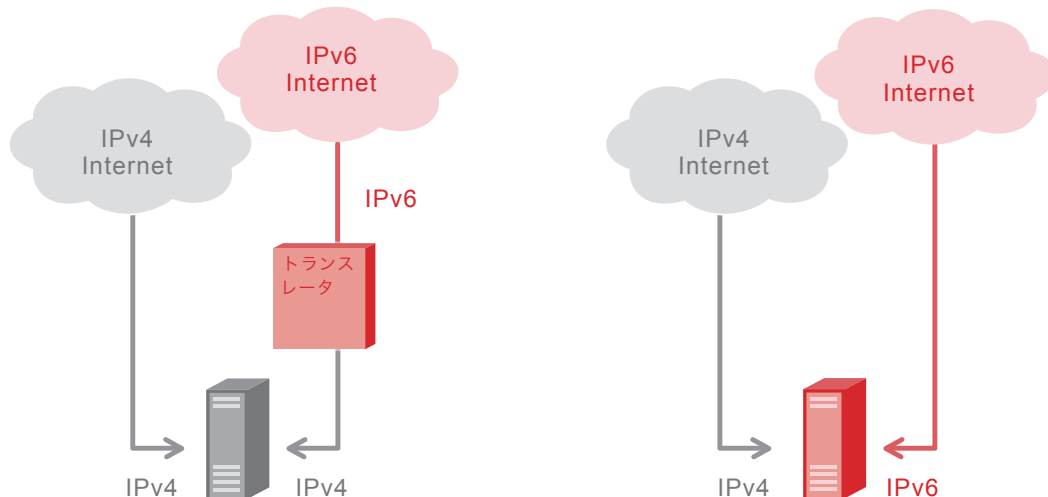 IPv6
Internet
IPv4
Internet
IPv6
トランス
レータ
IPv4
IPv4
IPv6
Internet
IPv4
Internet
IPv4
IPv6